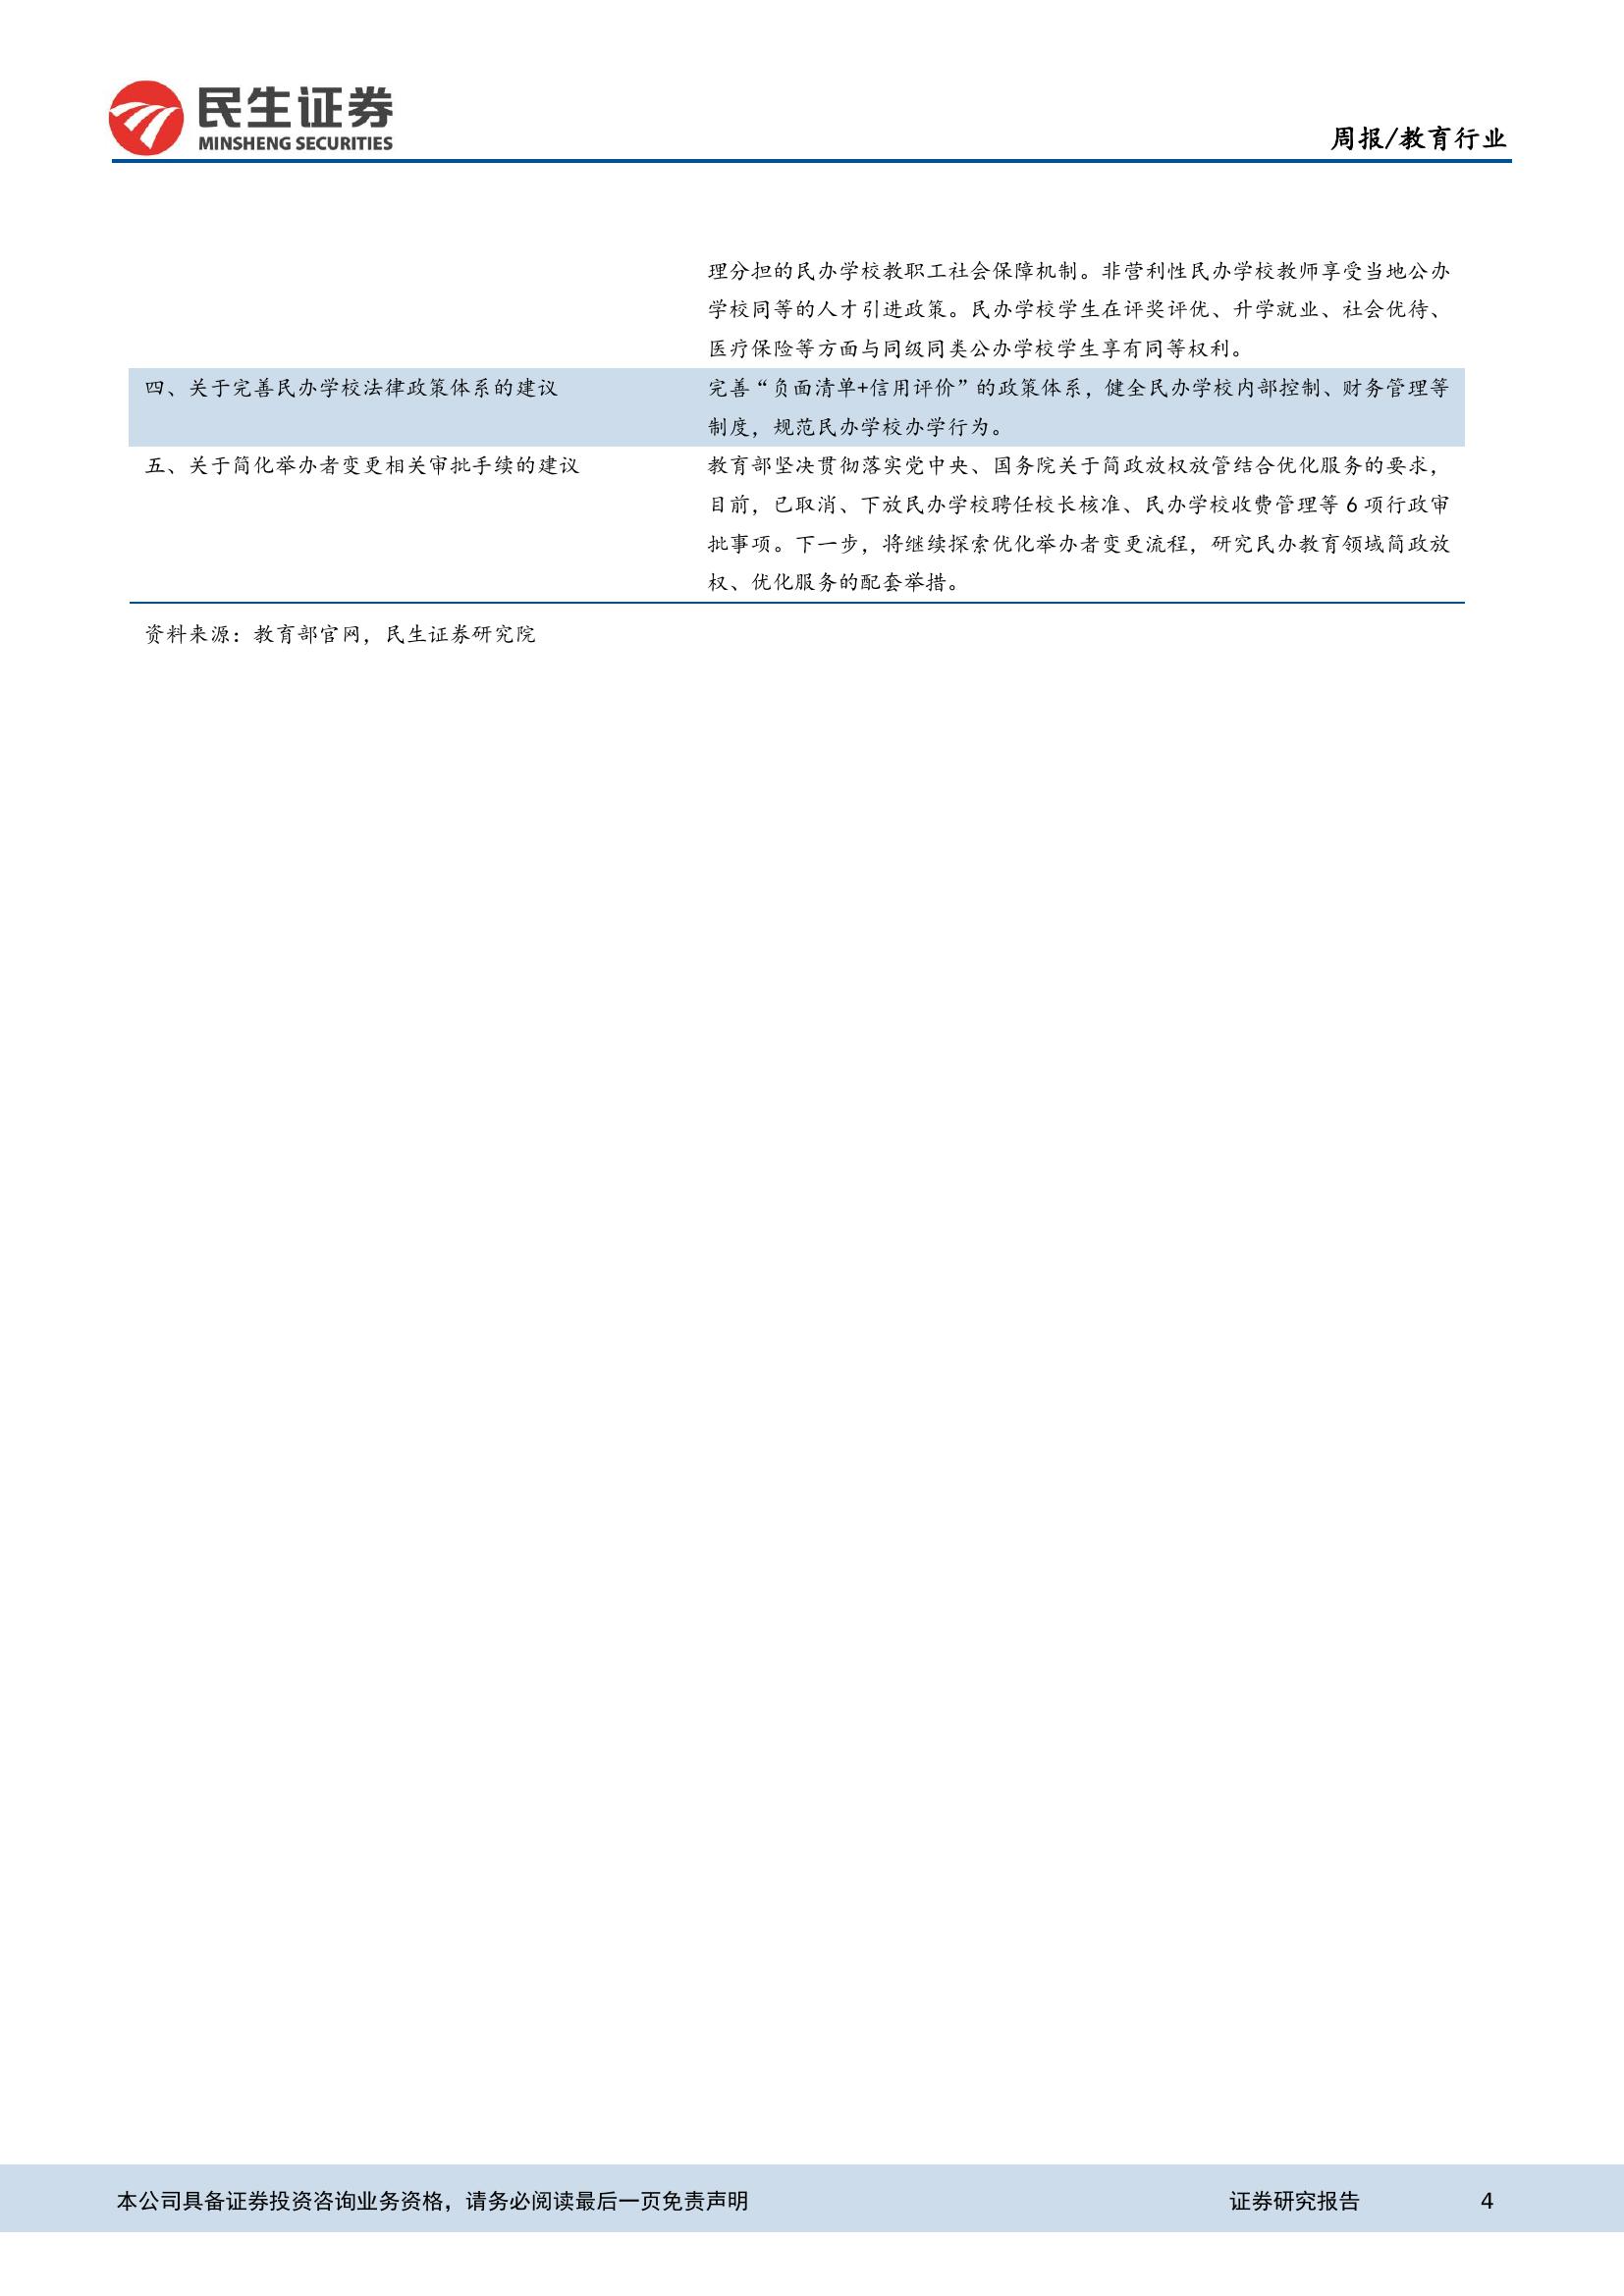 民生证券
MINSHENG SECURITIES
周报/教育行业
理分担的民办学校教职工社会保障机制。非营利性民办学校教师享受当地公办
学校同等的人才引进政策。民办学校学生在评奖评优、升学就业、社会优待、
医疗保险等方面与同级同类公办学校学生享有同等权利。
四、关于完善民办学校法律政策体系的建议
完善“负面清单+信用评价”的政策体系，健全民办学校内部控制、财务管理等
制度，规范民办学校办学行为。
五、关于简化举办者变更相关审批手续的建议
教育部坚决贯彻落实党中央、国务院关于简政放权放管结合优化服务的要求，
目前，已取消、下放民办学校聘任校长核准、民办学校收费管理等 6 项行政审
批事项。下一步，将继续探索优化举办者变更流程，研究民办教育领域简政放
权、优化服务的配套举措。
资料来源：教育部官网，民生证券研究院
本公司具备证券投资咨询业务资格，请务必阅读最后一页免责声明
证券研究报告
4